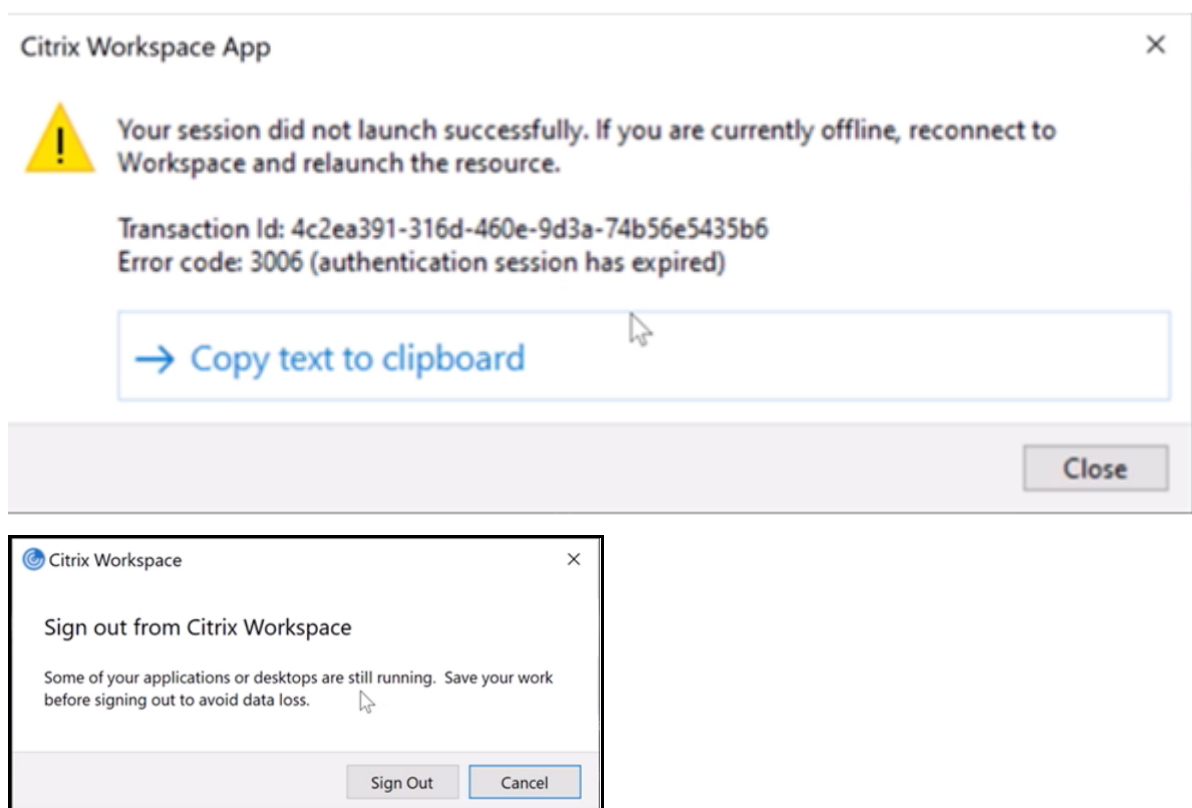 Citrix Workspace App
Your session did not launch successfully. If you are currently offline, reconnect to
Workspace and relaunch the resource.
Transaction Id: 4c2ea391-316d-460e-9d3a-74b56e5435b6
Error code: 3006 (authentication session has expired)
Copy text to clipboard
Close
Citrix Workspace
Sign out from Citrix Workspace
Some of your applications or desktops are still running. Save your work
before signing out to avoid data loss.
Sign Out
Cancel